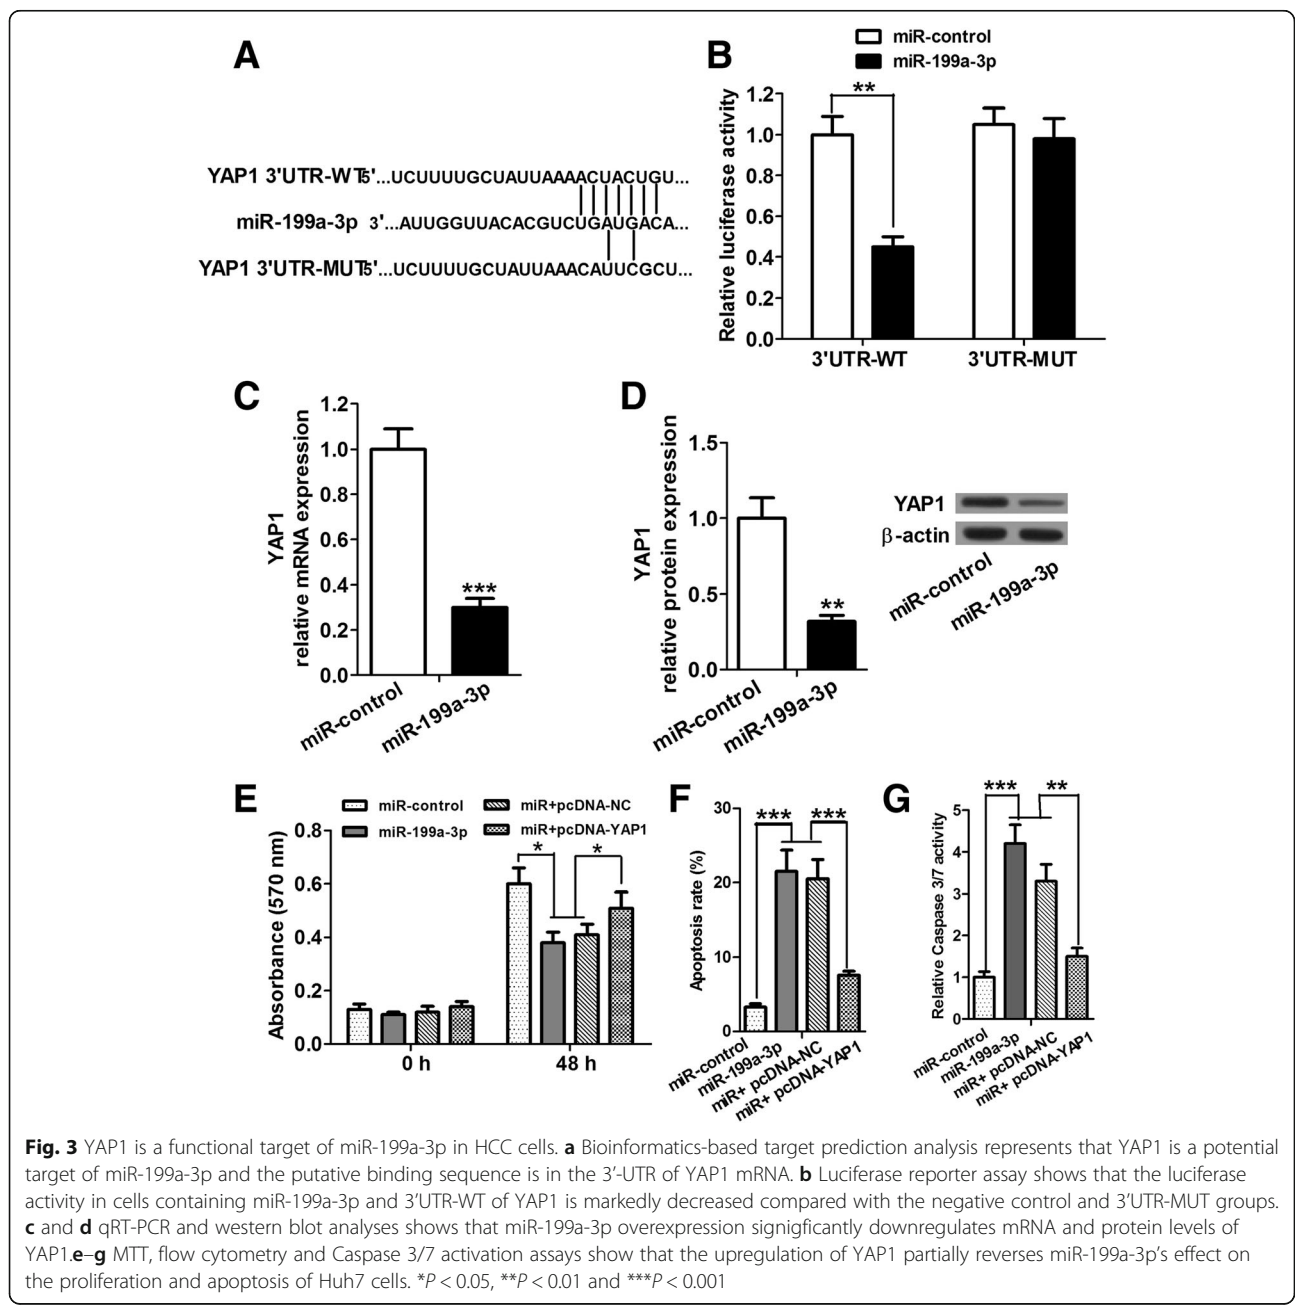 A
YAP1 3'UTR-WT5'...UCUUUUGCUAUUAAAACUACUGU...
miR-199a-3p 3'...AUUGGUUACACGUCUGAUGACA...
YAP1 3'UTR-MUT5'...UCUUUUGCUAUUAAACAUUCGCU...
B
miR-control
miR-199a-3p
Relative luciferase activity
1.2
1.0
0.8
0.6
0.4
0.2
0.0
**
3'UTR-WT
3'UTR-MUT
C
YAP1
relative mRNA expression
1.2
1.0
0.8
0.6
0.4
0.2
0.0
***
miR-control
miR-199a-3p
D
YAP1
relative protein expression
1.5
1.0
0.5
0.0
**
miR-control
miR-199a-3p
YAP1
β-actin
miR-control
miR-199a-3p
E
miR-control
miR-199a-3p
miR+pcDNA-NC
miR+pcDNA-YAP1
Absorbance (570 nm)
0.8
0.6
0.4
0.2
0.0
*
*
0 h
48 h
F
Apoptosis rate (%)
30
20
10
0
***
***
miR-control
miR-199a-3p
miR+ pcDNA-NC
miR+ pcDNA-YAP1
G
Relative Caspase 3/7 activity
5
4
3
2
1
0
***
**
miR-control
miR-199a-3p
miR+ pcDNA-NC
miR+ pcDNA-YAP1
Fig. 3 YAP1 is a functional target of miR-199a-3p in HCC cells. a Bioinformatics-based target prediction analysis represents that YAP1 is a potential
target of miR-199a-3p and the putative binding sequence is in the 3'-UTR of YAP1 mRNA. b Luciferase reporter assay shows that the luciferase
activity in cells containing miR-199a-3p and 3'UTR-WT of YAP1 is markedly decreased compared with the negative control and 3'UTR-MUT groups.
c and d qRT-PCR and western blot analyses shows that miR-199a-3p overexpression signigficantly downregulates mRNA and protein levels of
YAP1.e–g MTT, flow cytometry and Caspase 3/7 activation assays show that the upregulation of YAP1 partially reverses miR-199a-3p's effect on
the proliferation and apoptosis of Huh7 cells. *P < 0.05, **P < 0.01 and ***P < 0.001